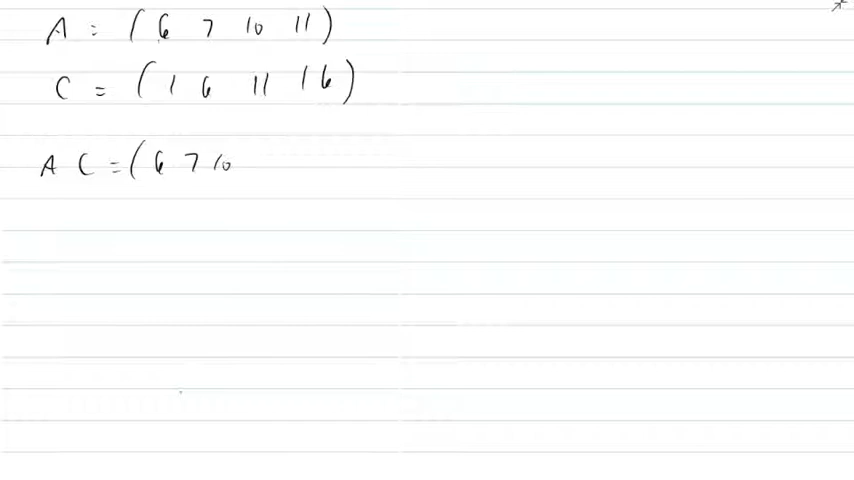 A = (6 7 10 11)
C = (1 6 11 16)
A C = (6 7 10